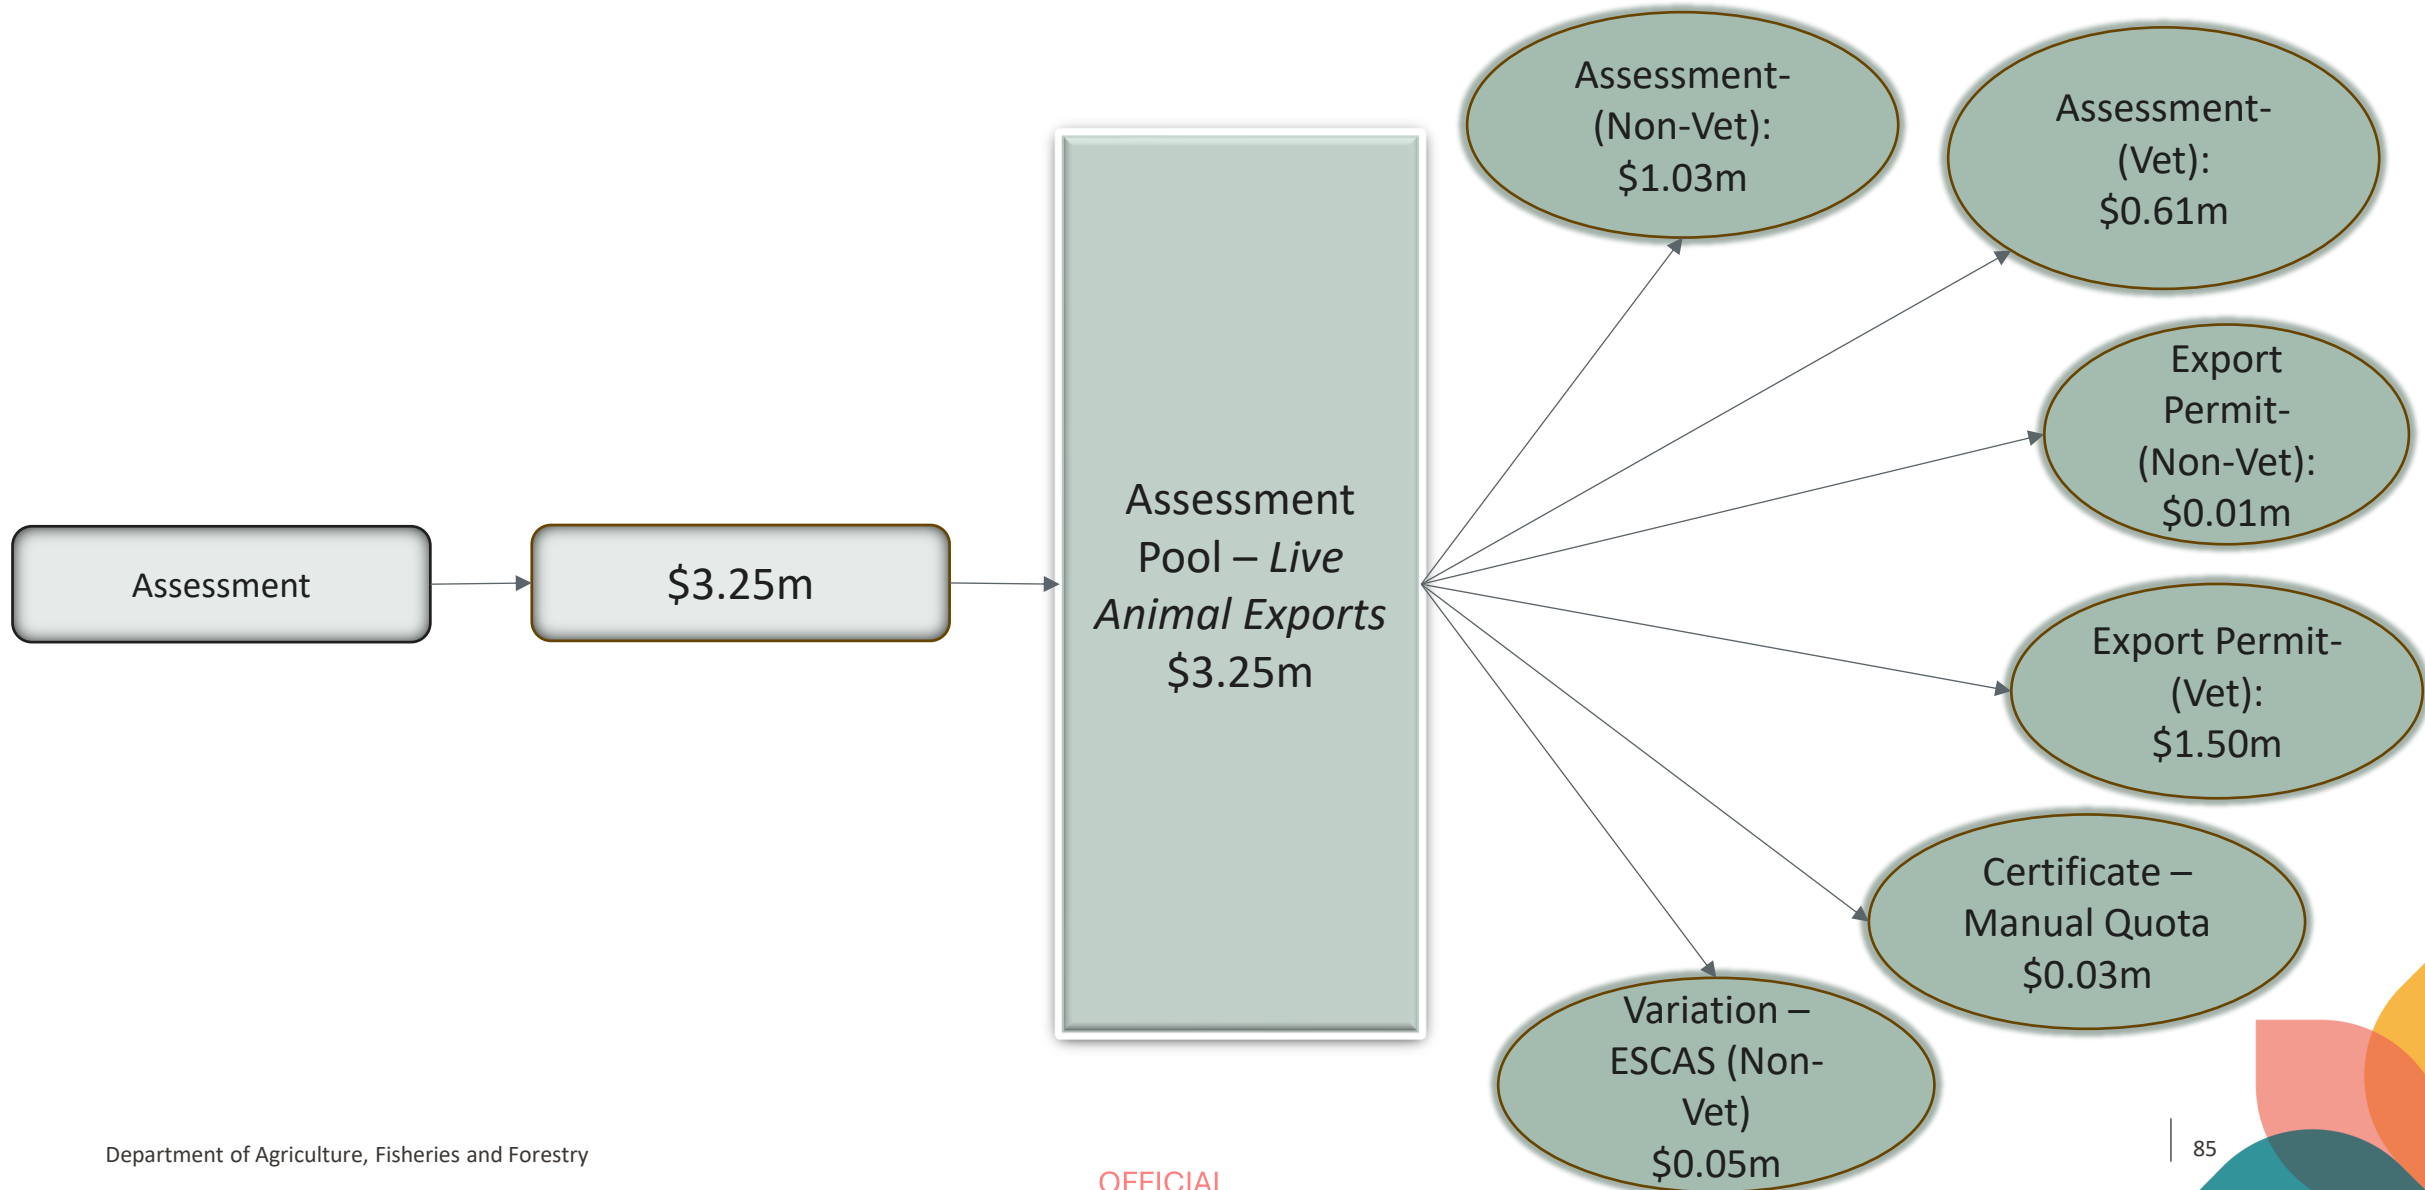 Assessment
$3.25m
Assessment
Pool – Live
Animal Exports
$3.25m
Assessment-
(Non-Vet):
$1.03m
Assessment-
(Vet):
$0.61m
Export
Permit-
(Non-Vet):
$0.01m
Export Permit-
(Vet):
$1.50m
Certificate –
Manual Quota
$0.03m
Variation –
ESCAS (Non-
Vet)
$0.05m
Department of Agriculture, Fisheries and Forestry
OFFICIAL
85